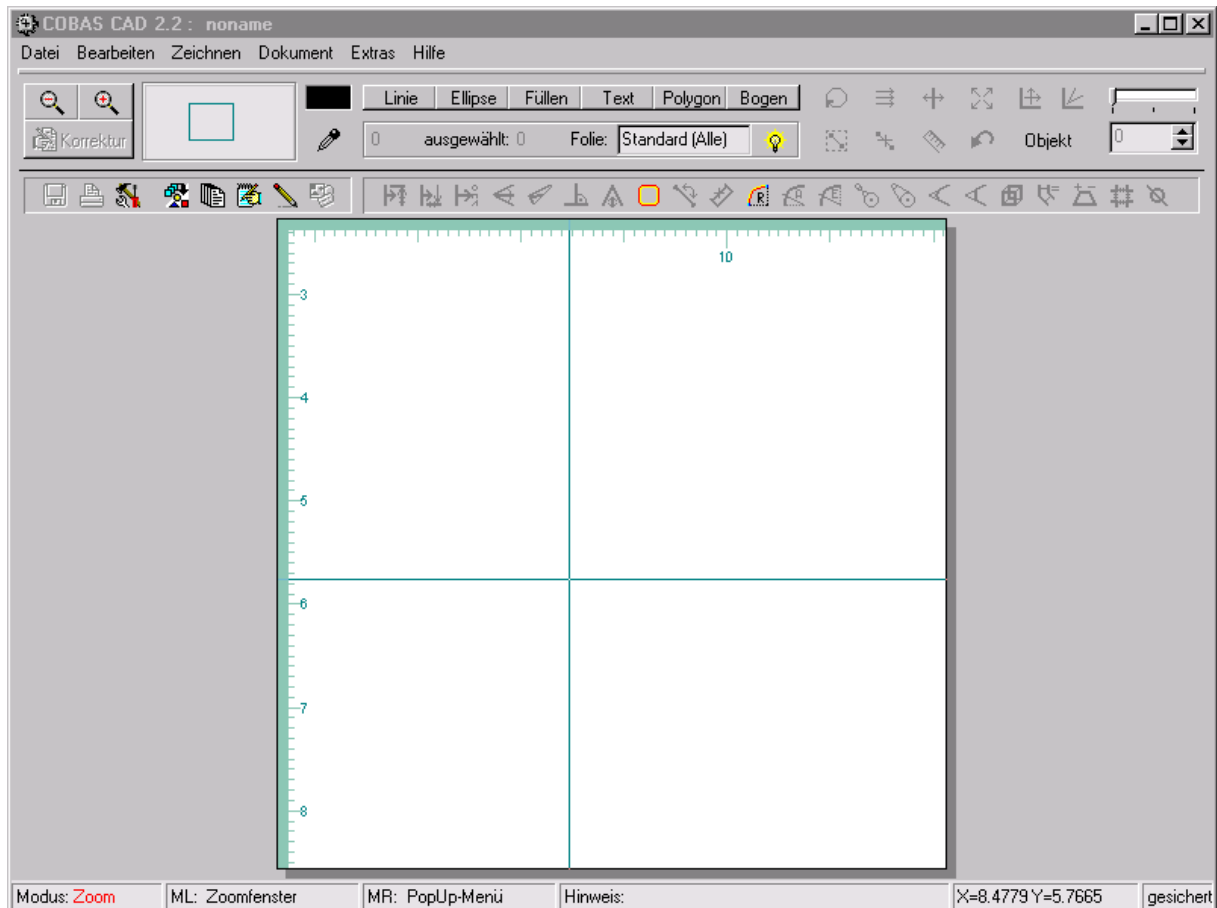 COBAS CAD 2.2 : noname
Datei Bearbeiten Zeichnen Dokument Extras Hilfe
Linie Ellipse Füllen Text Polygon Bogen
Korrektur 0 ausgewählt: 0 Folie: Standard (Alle) Objekt 0
10
3
4
5
6
7
8
Modus: Zoom ML: Zoomfenster MR: PopUp-Menü Hinweis: X=8.4779 Y=5.7665 gesichert